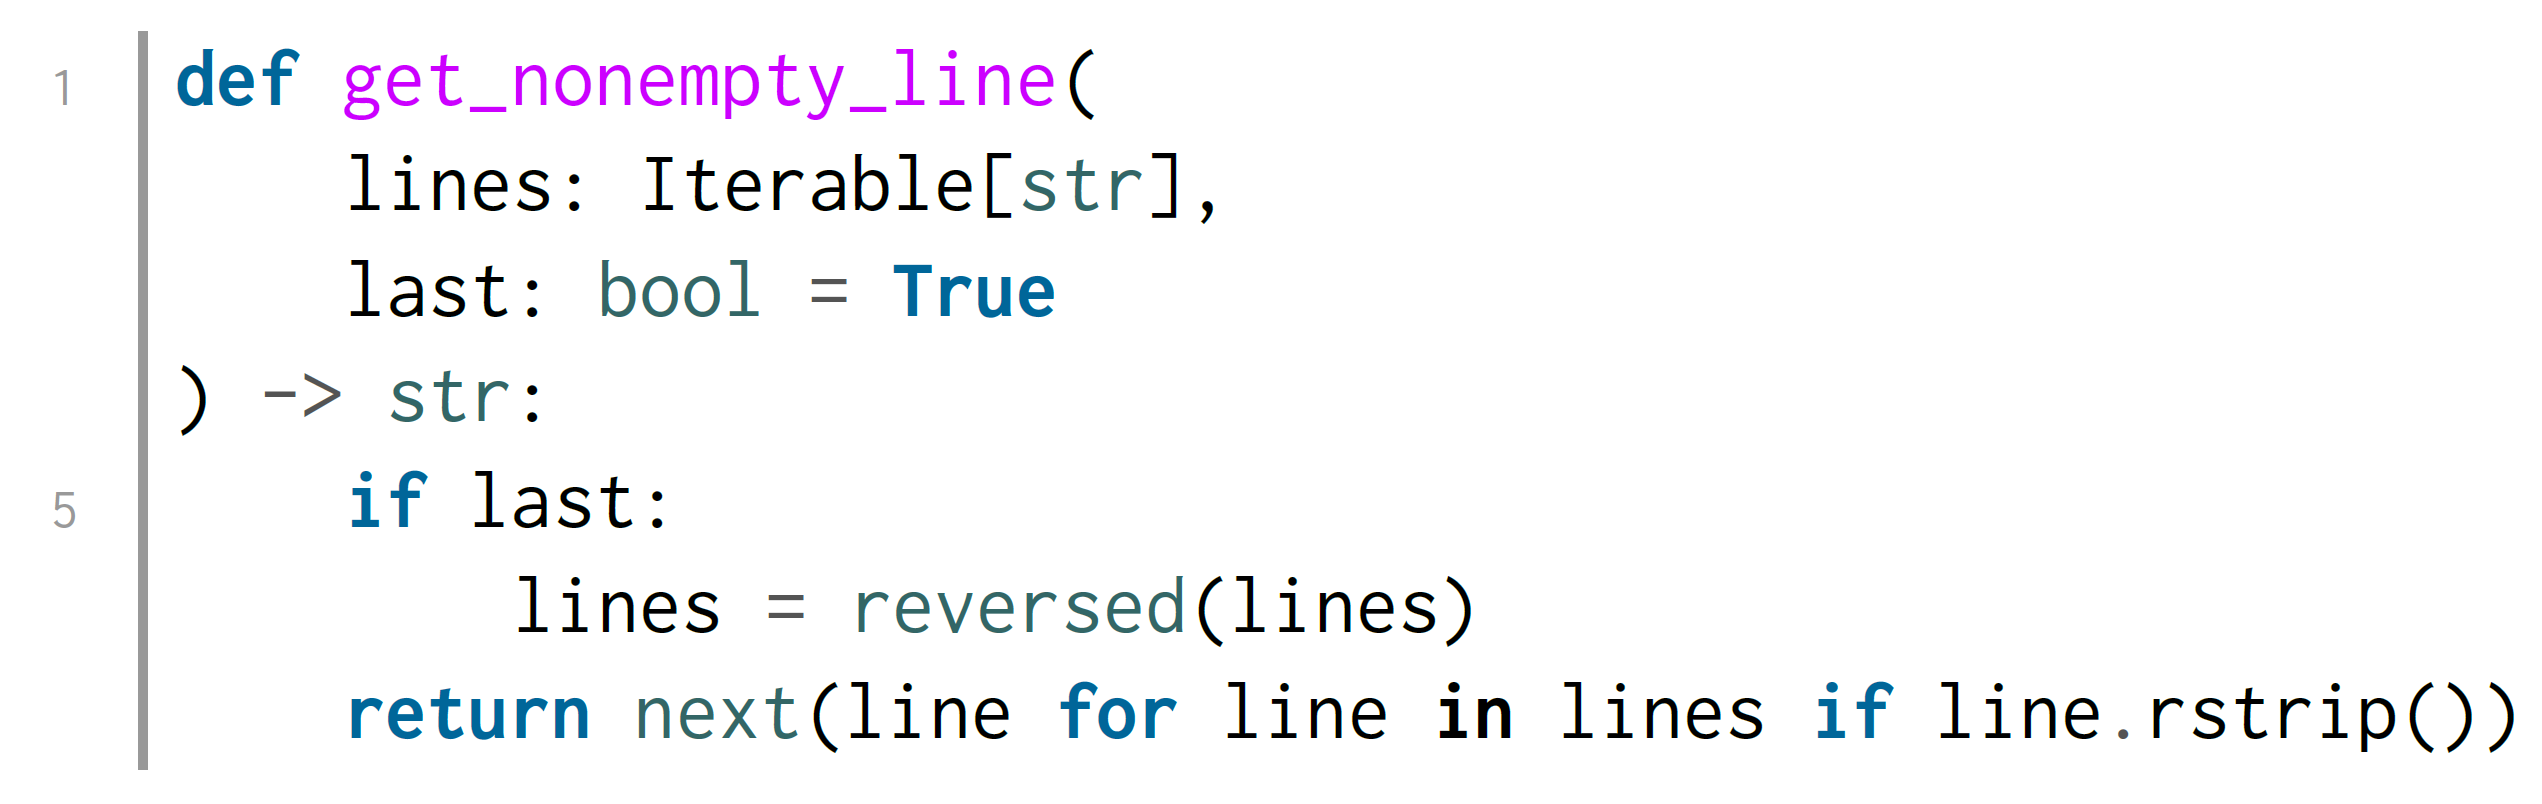 1 def get_nonempty_line(
    lines: Iterable[str],
    last: bool = True
) -> str:
5     if last:
        lines = reversed(lines)
    return next(line for line in lines if line.rstrip())